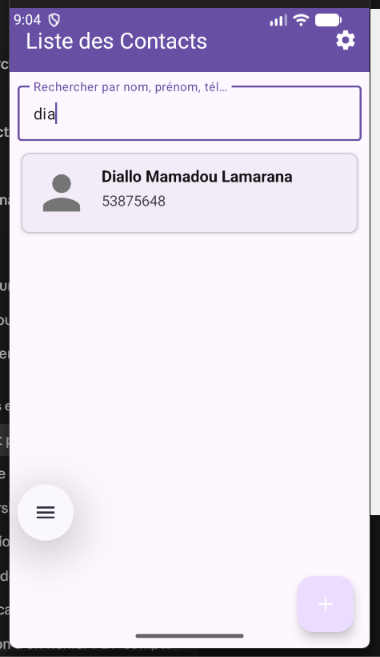 9:04
Liste des Contacts
Rechercher par nom, prénom, tél...
dia
Diallo Mamadou Lamarana
53875648